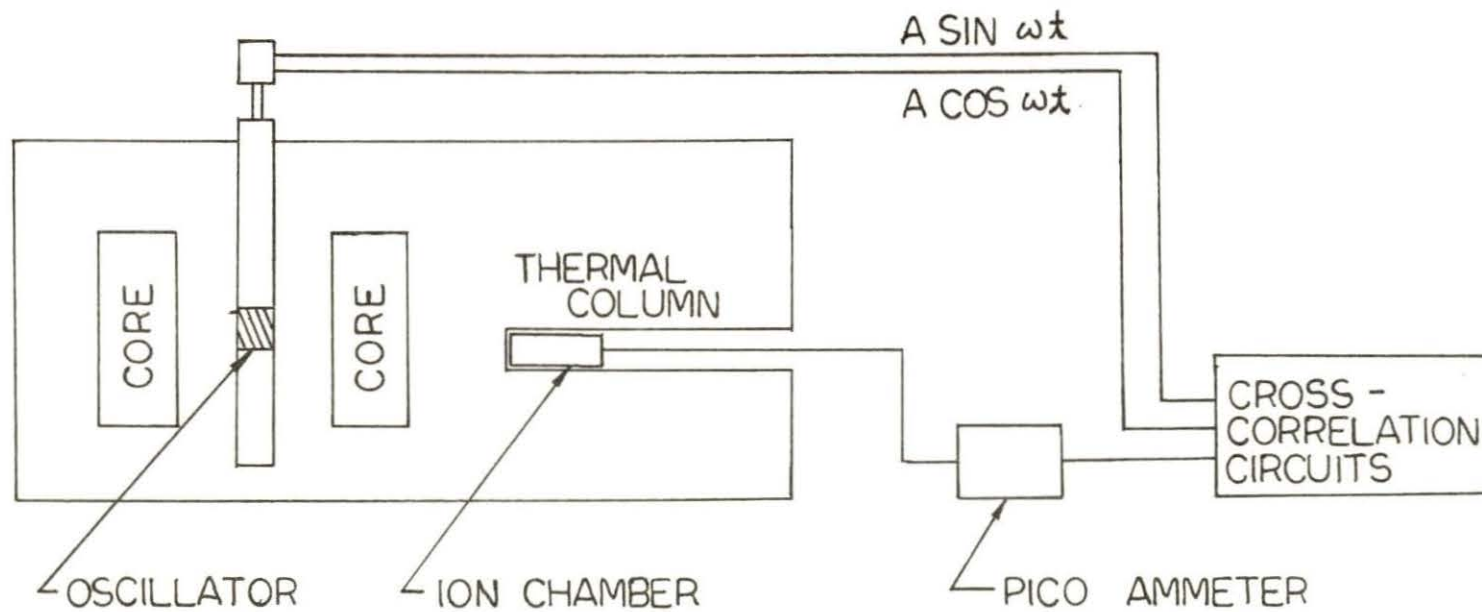 A SIN ωt
A COS ωt
THERMAL
COLUMN
CORE
CORE
CROSS -
CORRELATION
CIRCUITS
OSCILLATOR
ION CHAMBER
PICO AMMETER